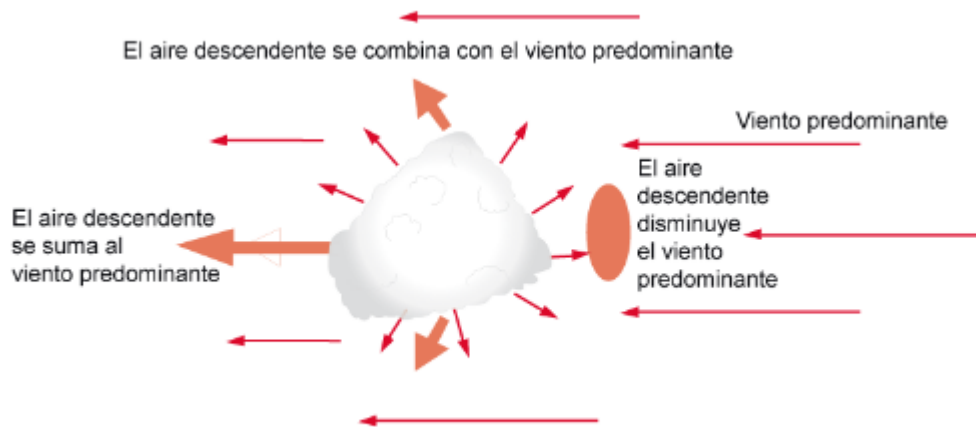 El aire descendente se combina con el viento predominante
Viento predominante
El aire
descendente
disminuye
el viento
predominante
El aire descendente
se suma al
viento predominante